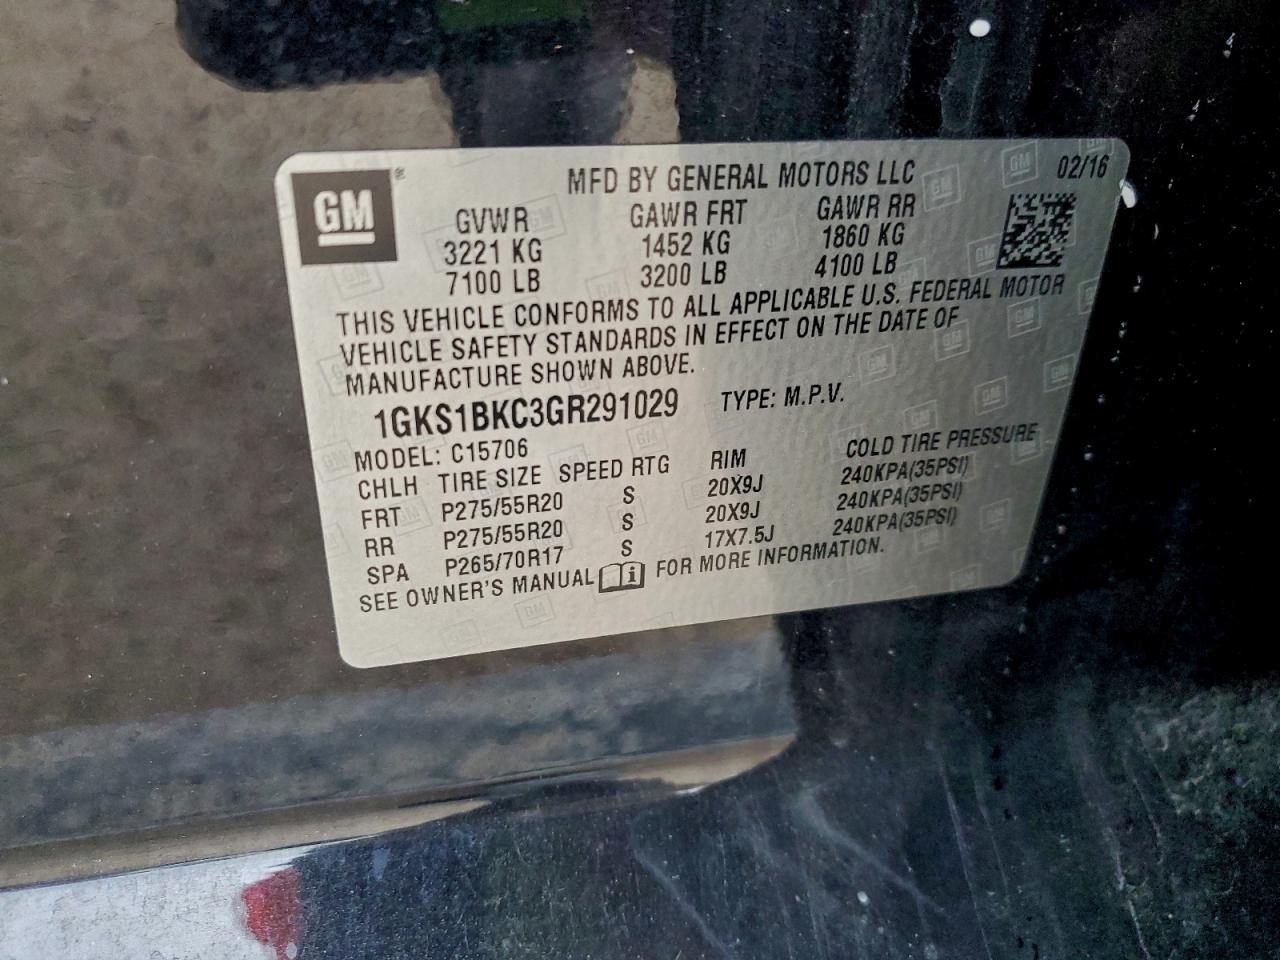 GM® MFD BY GENERAL MOTORS LLC 02/16
GVWR GAWR FRT GAWR RR
3221 KG 1452 KG 1860 KG
7100 LB 3200 LB 4100 LB
THIS VEHICLE CONFORMS TO ALL APPLICABLE U.S. FEDERAL MOTOR
VEHICLE SAFETY STANDARDS IN EFFECT ON THE DATE OF
MANUFACTURE SHOWN ABOVE.
1GKS1BKC3GR291029 TYPE: M.P.V.
MODEL: C15706
CHLH TIRE SIZE SPEED RTG RIM COLD TIRE PRESSURE
FRT P275/55R20 S 20X9J 240KPA(35PSI)
RR P275/55R20 S 20X9J 240KPA(35PSI)
SPA P265/70R17 S 17X7.5J 240KPA(35PSI)
SEE OWNER'S MANUAL FOR MORE INFORMATION.